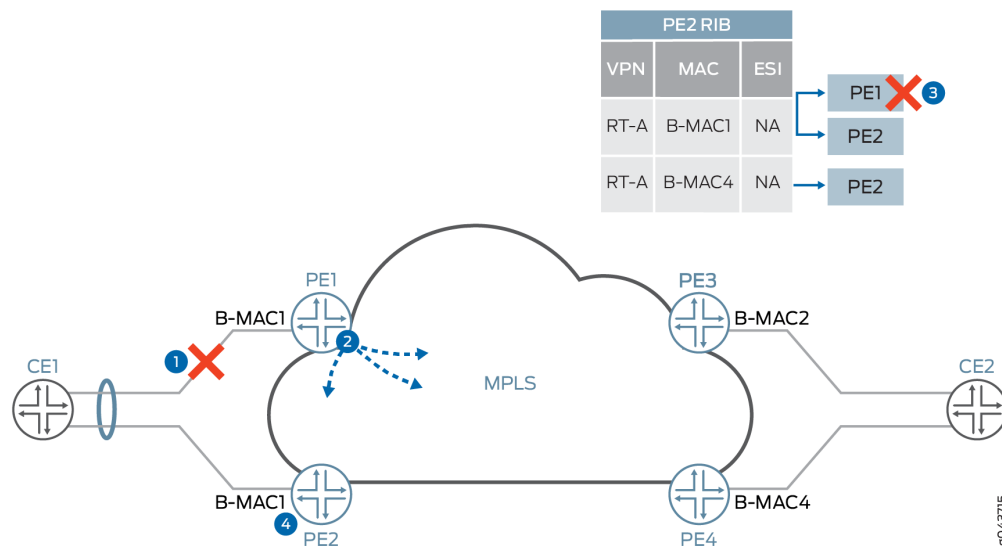 PE2 RIB
VPN MAC ESI
PE1 3
RT-A B-MAC1 NA
PE2
RT-A B-MAC4 NA PE2
PE1 PE3
B-MAC1 B-MAC2
2
1
CE1 MPLS CE2
B-MAC1 B-MAC4
4
PE2 PE4
g043715